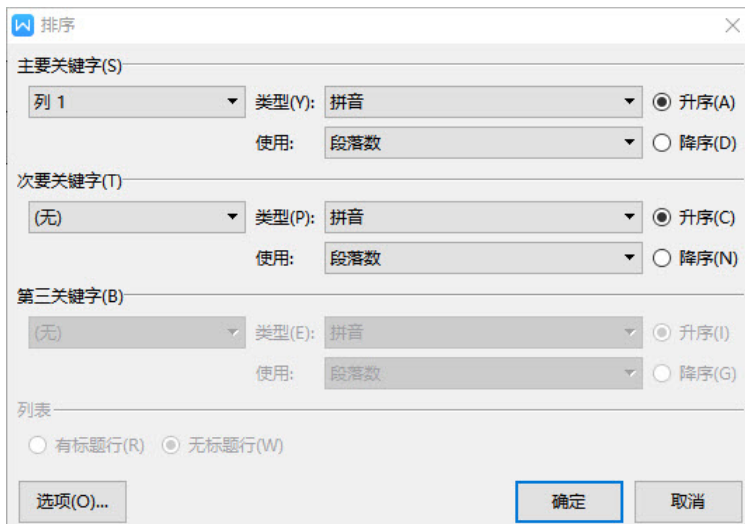 排序
主要关键字(S)
列 1 类型(Y): 拼音 升序(A)
使用: 段落数 降序(D)
次要关键字(T)
(无) 类型(P): 拼音 升序(C)
使用: 段落数 降序(N)
第三关键字(B)
(无) 类型(E): 拼音 升序(I)
使用: 段落数 降序(G)
列表
有标题行(R) 无标题行(W)
选项(O)... 确定 取消